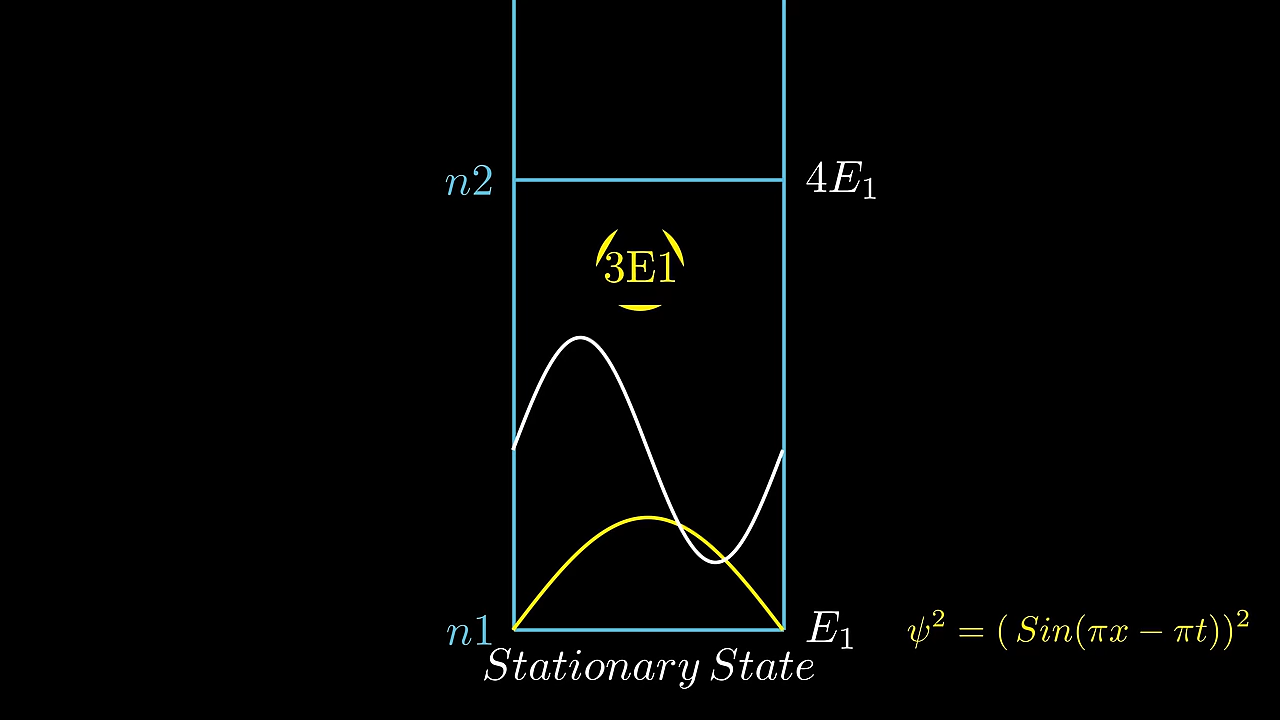 n2
4E₁
3E1
n1
E₁
ψ² = ( Sin(πx − πt))²
Stationary State